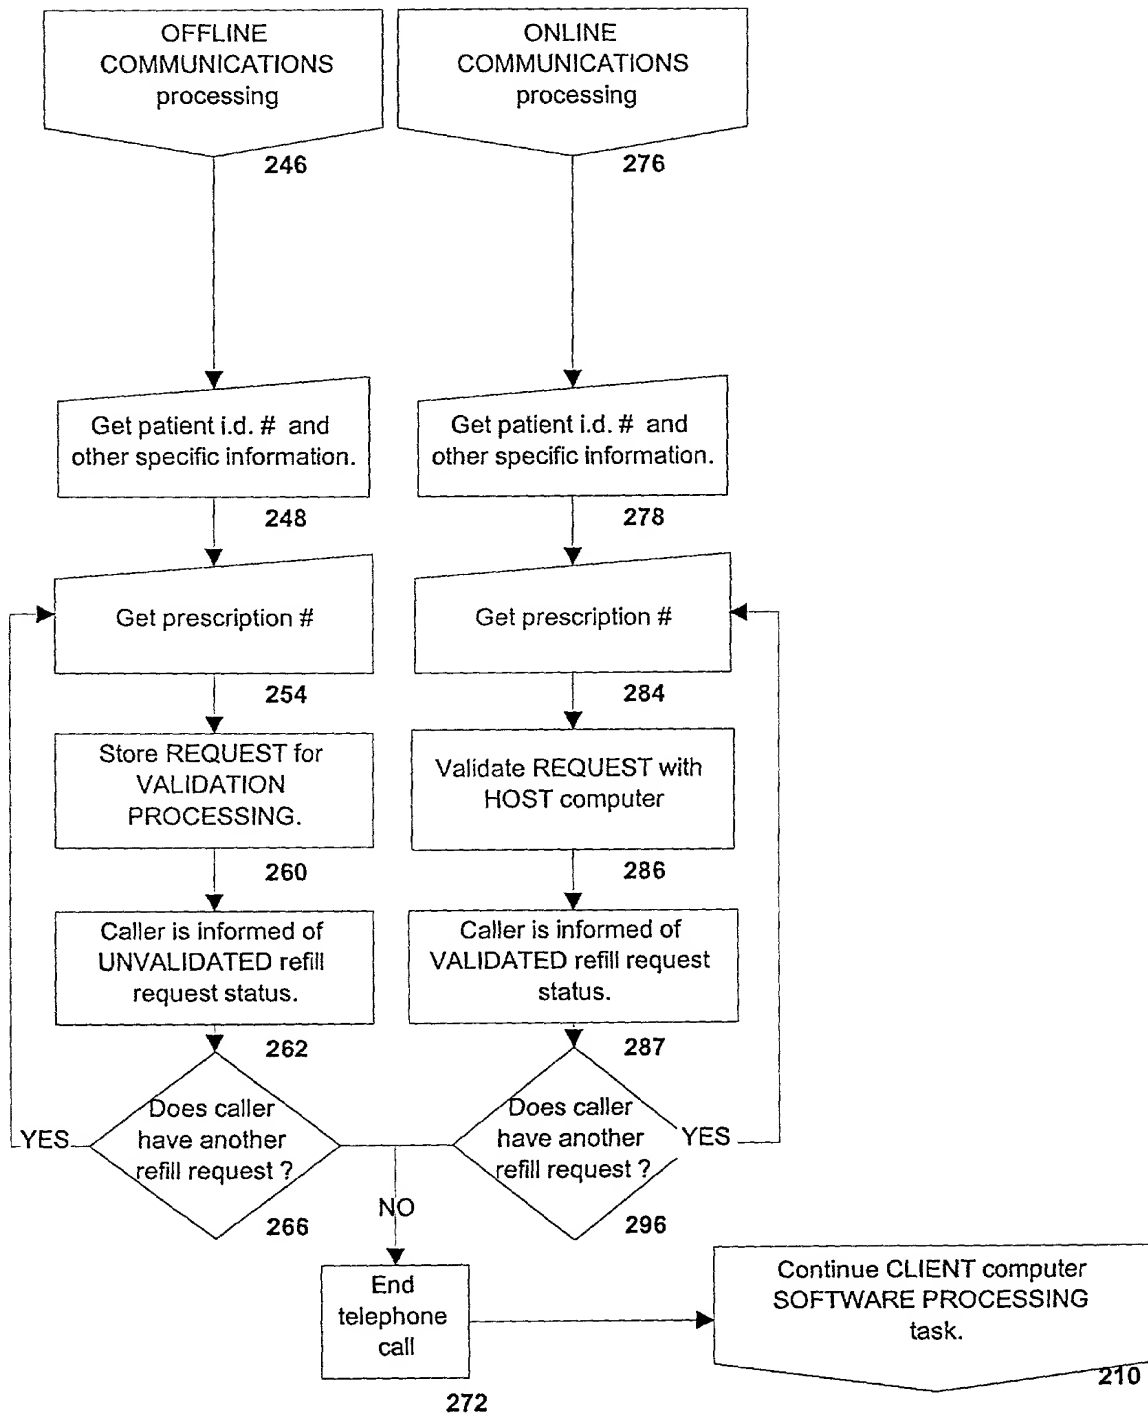 OFFLINE
COMMUNICATIONS
processing
246
ONLINE
COMMUNICATIONS
processing
276
Get patient i.d. # and
other specific information.
248
Get patient i.d. # and
other specific information.
278
Get prescription #
254
Get prescription #
284
Store REQUEST for
VALIDATION
PROCESSING.
260
Validate REQUEST with
HOST computer
286
Caller is informed of
UNVALIDATED refill
request status.
262
Caller is informed of
VALIDATED refill request
status.
287
YES
Does caller
have another
refill request ?
266
Does caller
have another
refill request ?
YES
296
NO
End
telephone
call
272
Continue CLIENT computer
SOFTWARE PROCESSING
task.
210